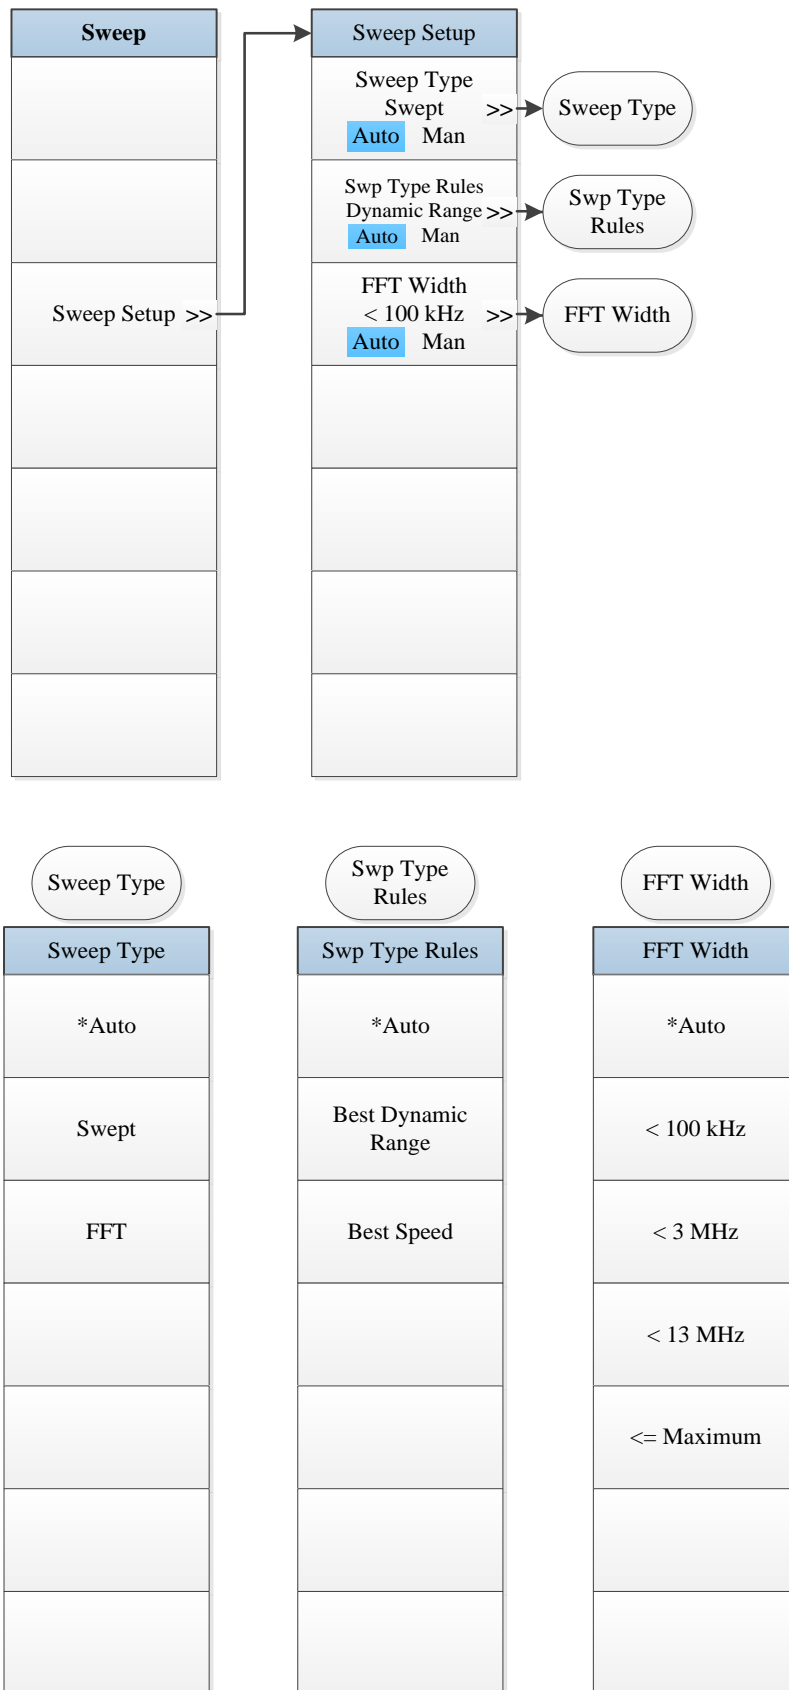 Sweep
Sweep Setup >>
Sweep Setup
Sweep Type
Swept >>
Auto Man
Swp Type Rules
Dynamic Range >>
Auto Man
FFT Width
< 100 kHz >>
Auto Man
Sweep Type
Swp Type
Rules
FFT Width
Sweep Type
Sweep Type
*Auto
Swept
FFT
Swp Type
Rules
Swp Type Rules
*Auto
Best Dynamic
Range
Best Speed
FFT Width
FFT Width
*Auto
< 100 kHz
< 3 MHz
< 13 MHz
<= Maximum